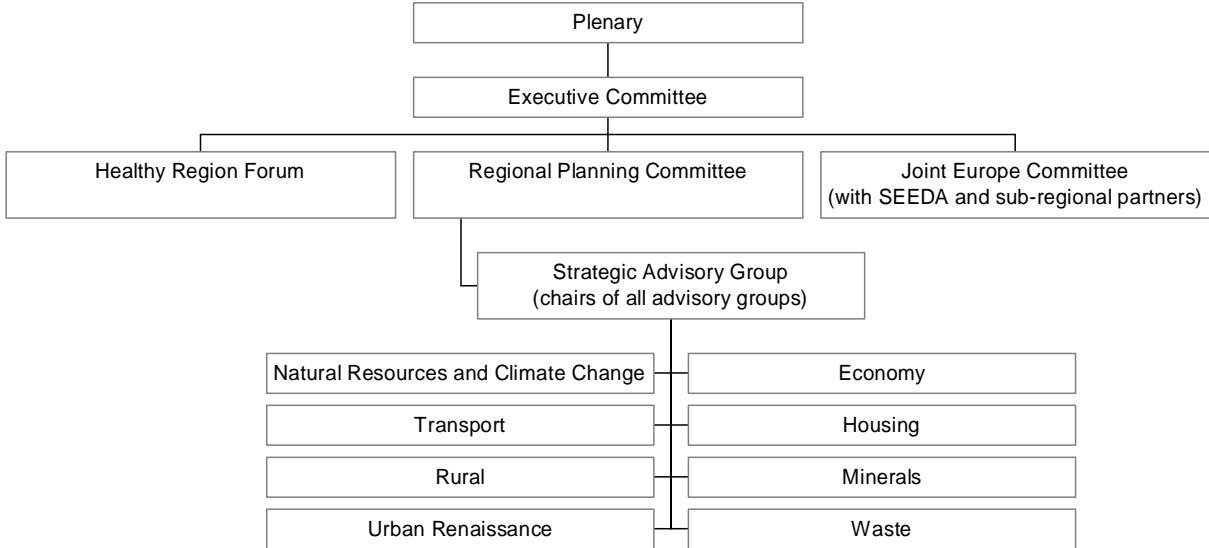 Plenary
Executive Committee
Healthy Region Forum
Regional Planning Committee
Joint Europe Committee
(with SEEDA and sub-regional partners)
Strategic Advisory Group
(chairs of all advisory groups)
Natural Resources and Climate Change
Economy
Transport
Housing
Rural
Minerals
Urban Renaissance
Waste